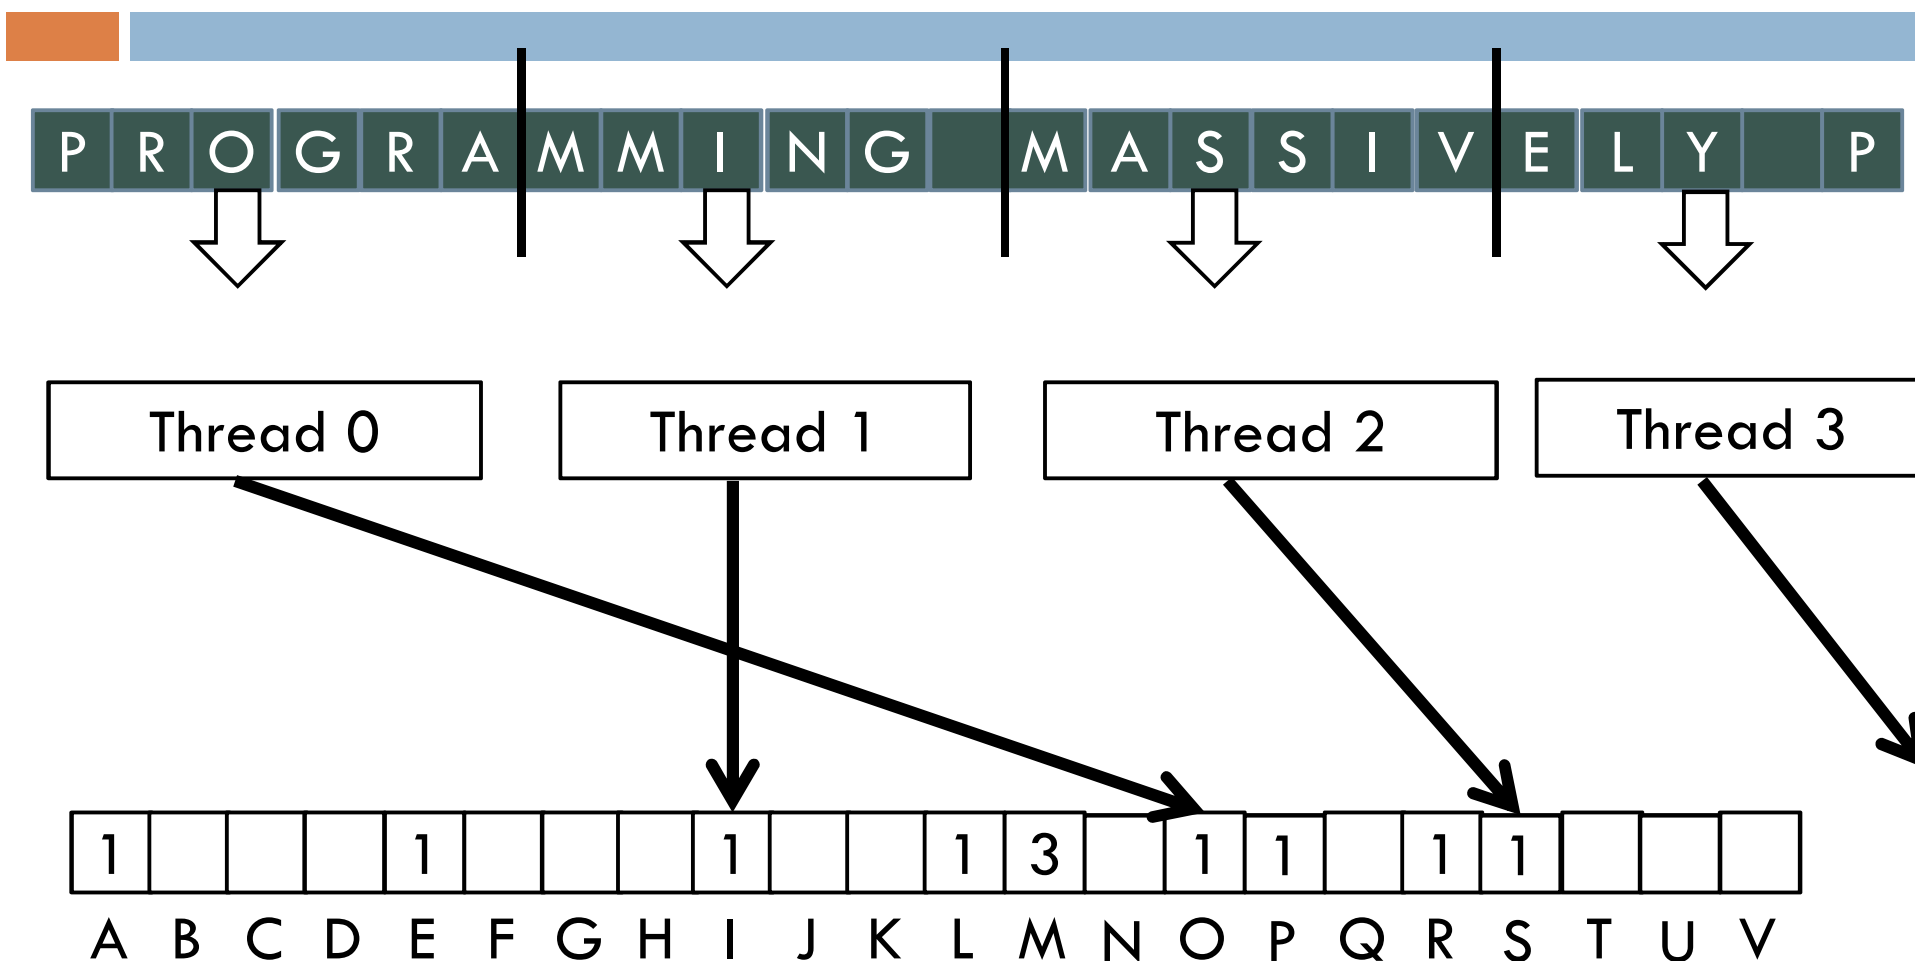 P R O G R A M M I N G M A S S I V E L Y P
Thread 0 Thread 1 Thread 2 Thread 3
1 1 1 1 3 1 1 1 1
A B C D E F G H I J K L M N O P Q R S T U V